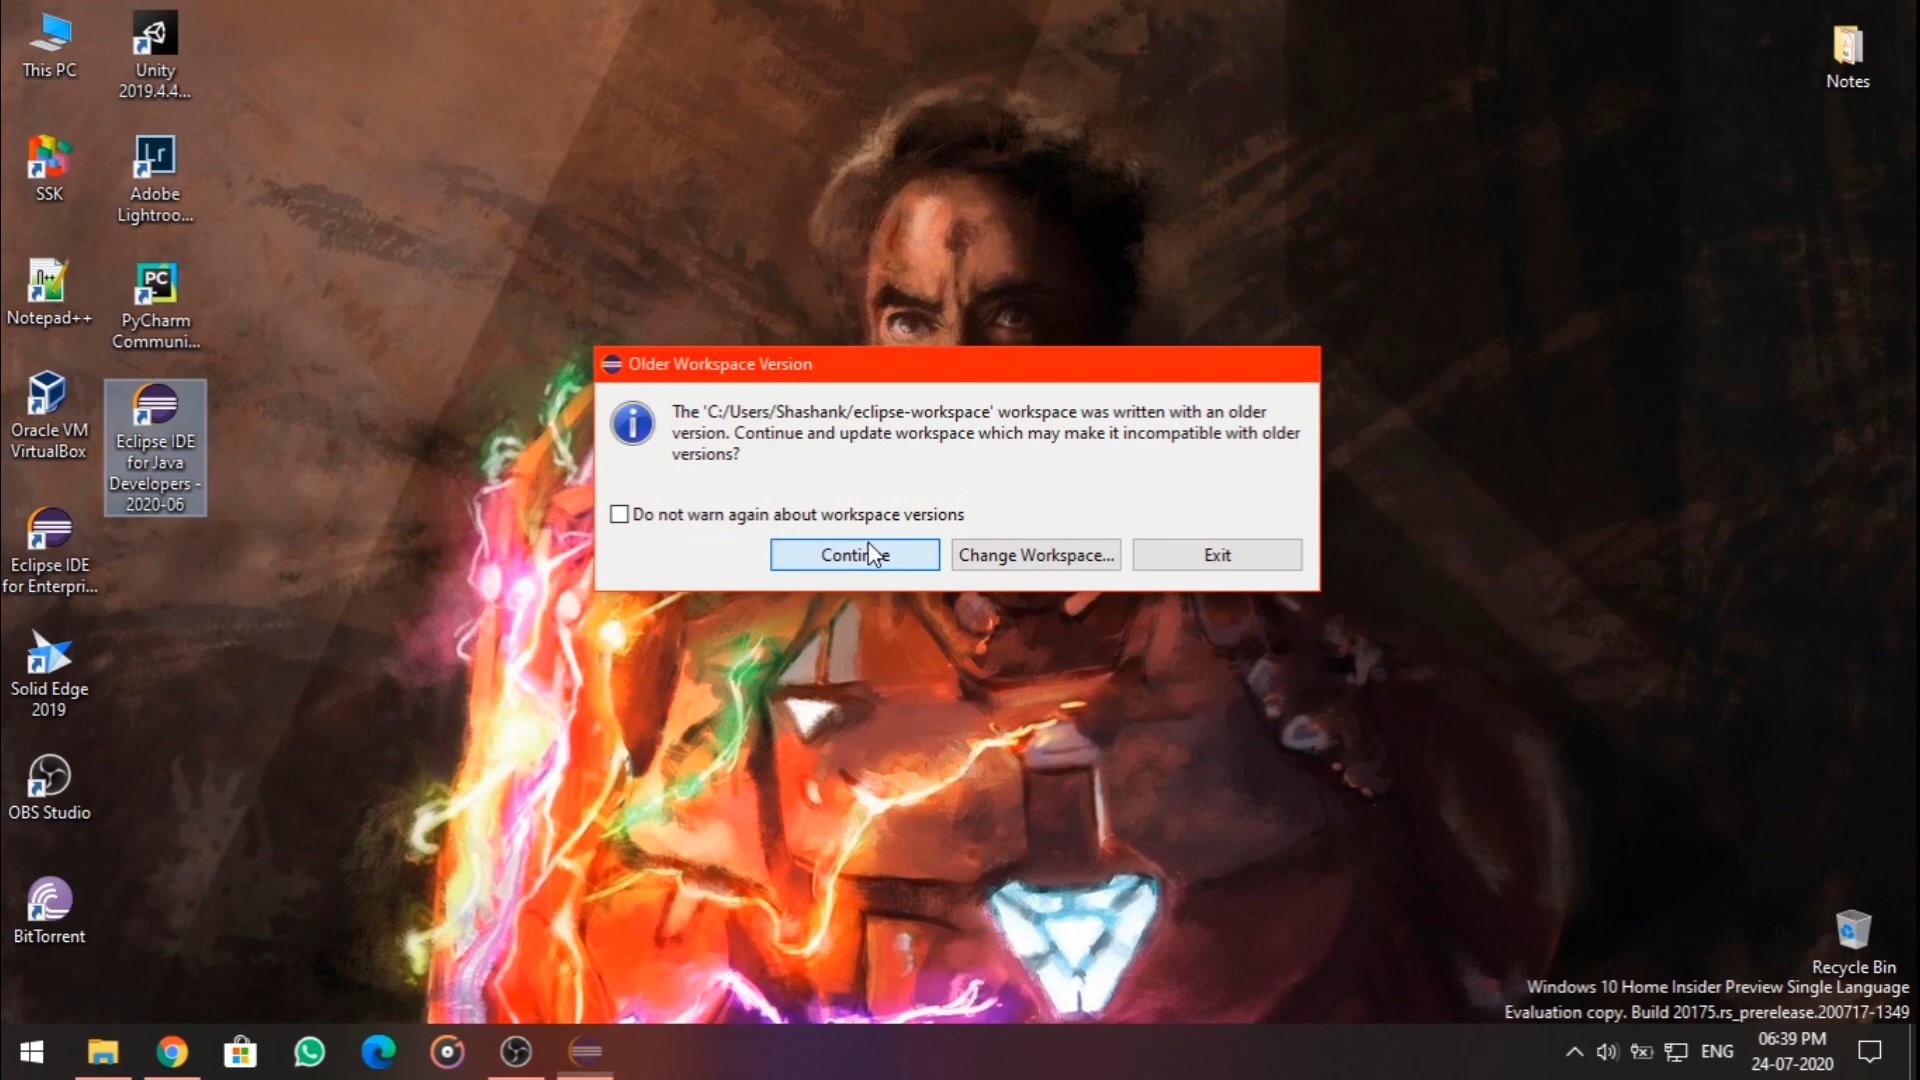 This PC
Unity
2019.4.4...
SSK
Adobe
Lightroo...
Notepad++
PyCharm
Communi...
Oracle VM
VirtualBox
Eclipse IDE
for Java
Developers -
2020-06
Eclipse IDE
for Enterpri...
Solid Edge
2019
OBS Studio
BitTorrent
Notes
Older Workspace Version
The 'C:/Users/Shashank/eclipse-workspace' workspace was written with an older
version. Continue and update workspace which may make it incompatible with older
versions?
Do not warn again about workspace versions
Continue
Change Workspace...
Exit
Recycle Bin
Windows 10 Home Insider Preview Single Language
Evaluation copy. Build 20175.rs_prerelease.200717-1349
ENG
06:39 PM
24-07-2020
Lr
PC